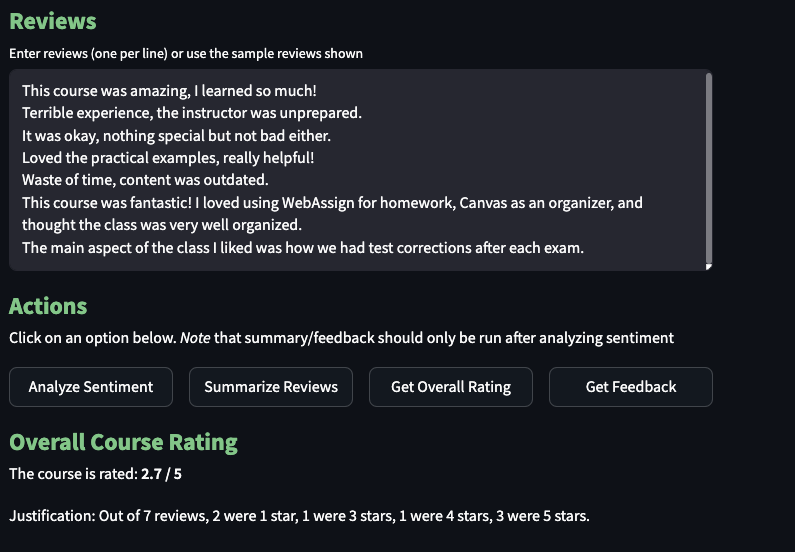 Reviews
Enter reviews (one per line) or use the sample reviews shown
This course was amazing, I learned so much!
Terrible experience, the instructor was unprepared.
It was okay, nothing special but not bad either.
Loved the practical examples, really helpful!
Waste of time, content was outdated.
This course was fantastic! I loved using WebAssign for homework, Canvas as an organizer, and
thought the class was very well organized.
The main aspect of the class I liked was how we had test corrections after each exam.
Actions
Click on an option below. Note that summary/feedback should only be run after analyzing sentiment
Analyze Sentiment
Summarize Reviews
Get Overall Rating
Get Feedback
Overall Course Rating
The course is rated: 2.7 / 5
Justification: Out of 7 reviews, 2 were 1 star, 1 were 3 stars, 1 were 4 stars, 3 were 5 stars.